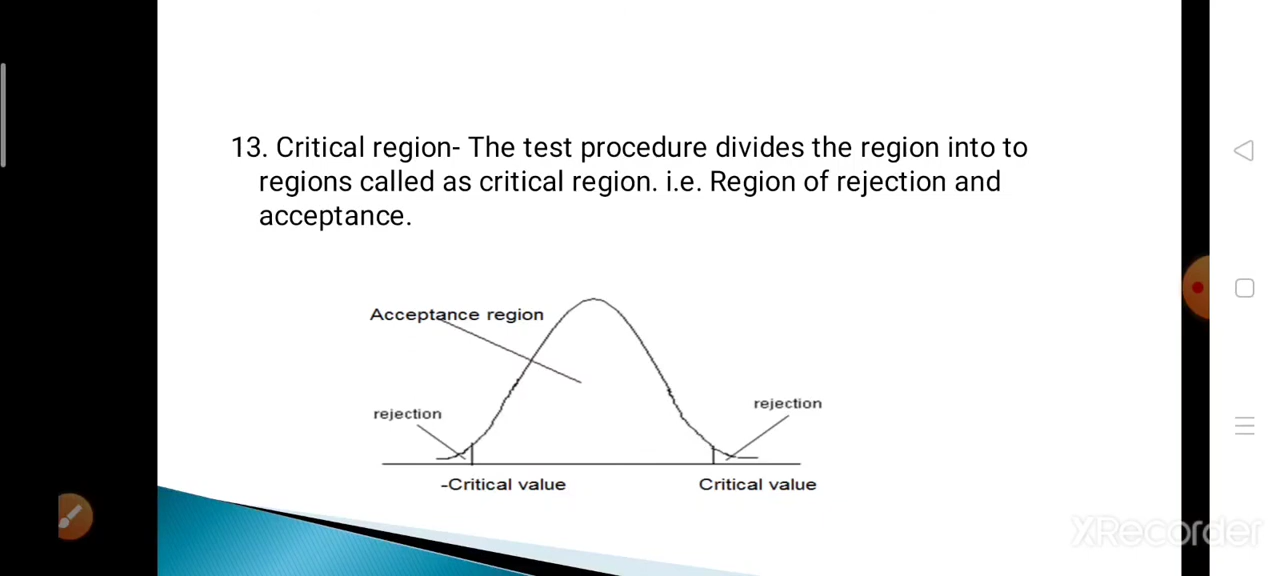 13. Critical region- The test procedure divides the region into to
regions called as critical region. i.e. Region of rejection and
acceptance.
Acceptance region
rejection
rejection
-Critical value
Critical value
XRecorder